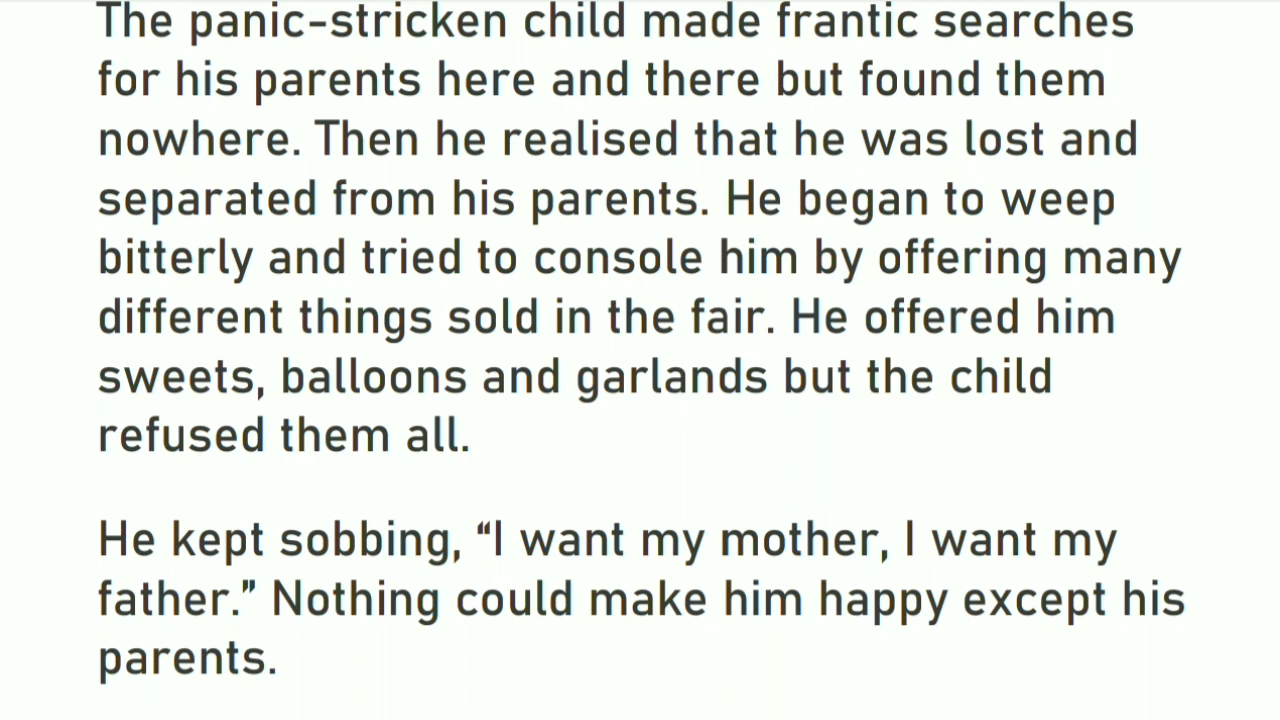 The panic-stricken child made frantic searches
for his parents here and there but found them
nowhere. Then he realised that he was lost and
separated from his parents. He began to weep
bitterly and tried to console him by offering many
different things sold in the fair. He offered him
sweets, balloons and garlands but the child
refused them all.
He kept sobbing, “I want my mother, I want my
father.” Nothing could make him happy except his
parents.